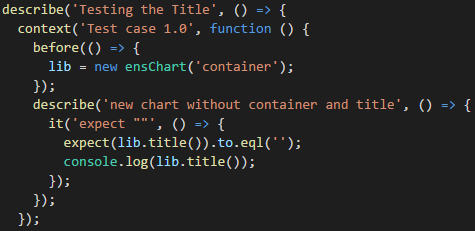 describe('Testing the Title', () => {
  context('Test case 1.0', function () {
    before(() => {
      lib = new ensChart('container');
    });
    describe('new chart without container and title', () => {
      it('expect ""', () => {
        expect(lib.title()).to.eql('');
        console.log(lib.title());
      });
    });
  });